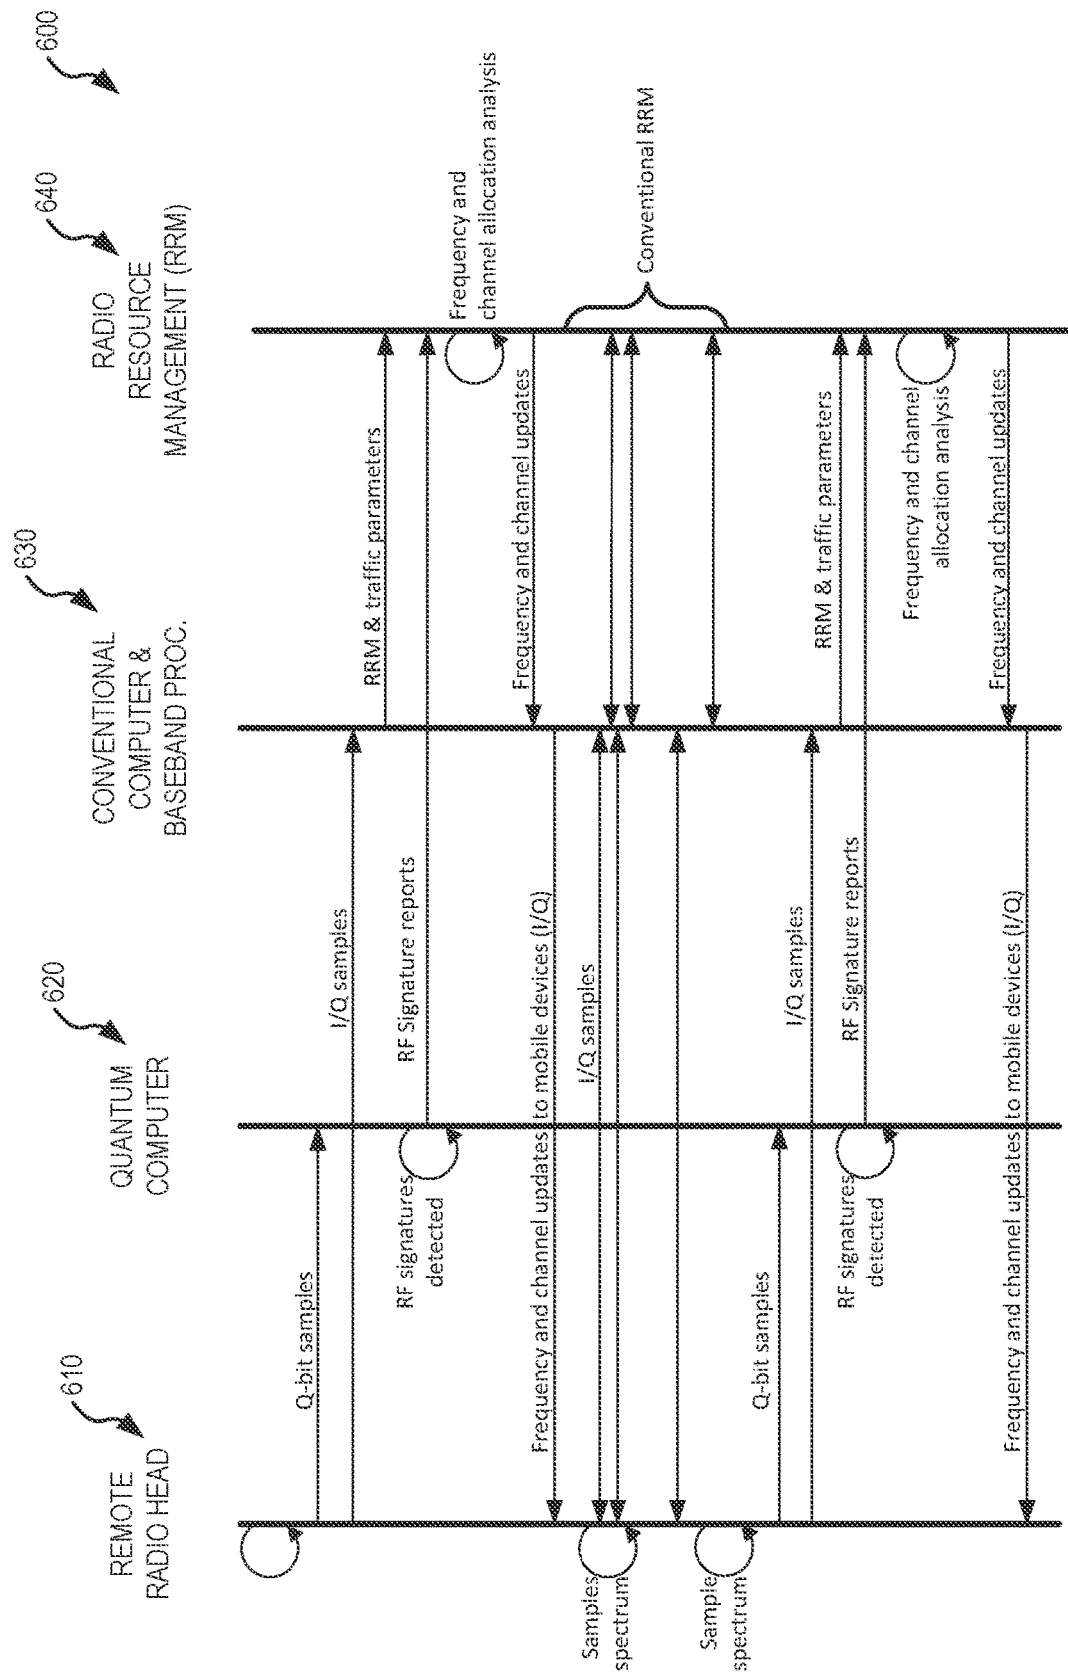 600
REMOTE
RADIO HEAD
610
QUANTUM
COMPUTER
620
CONVENTIONAL
COMPUTER &
BASEBAND PROC.
630
RADIO
RESOURCE
MANAGEMENT (RRM)
640
Q-bit samples
I/Q samples
RRM & traffic parameters
RF signatures
detected
RF Signature reports
Frequency and
channel allocation analysis
Frequency and channel updates
Frequency and channel updates to mobile devices (I/Q)
Samples
spectrum
I/Q samples
Conventional RRM
Sample
spectrum
Q-bit samples
I/Q samples
RRM & traffic parameters
RF signatures
detected
RF Signature reports
Frequency and channel
allocation analysis
Frequency and channel updates
Frequency and channel updates to mobile devices (I/Q)